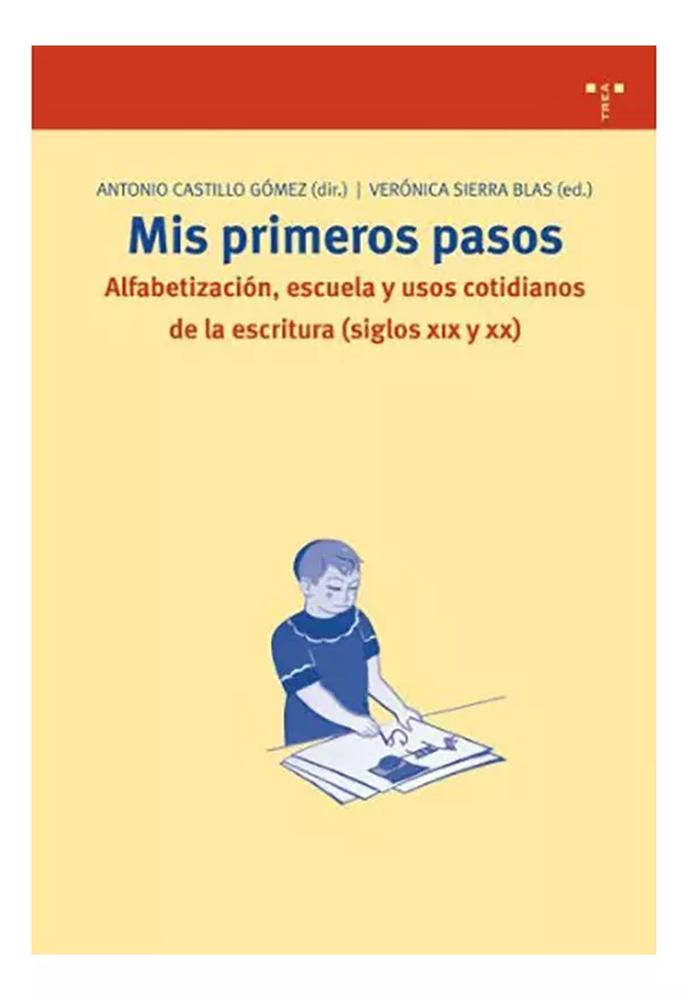 TREA
ANTONIO CASTILLO GÓMEZ (dir.) | VERÓNICA SIERRA BLAS (ed.)
Mis primeros pasos
Alfabetización, escuela y usos cotidianos
de la escritura (siglos XIX y XX)